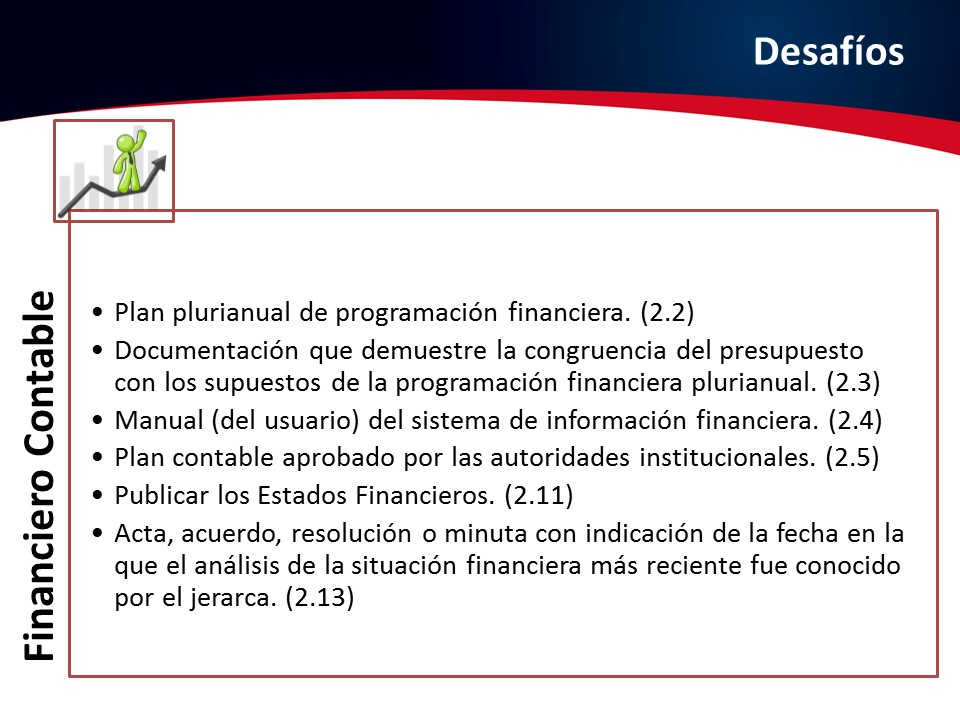 Desafíos
Financiero Contable
• Plan plurianual de programación financiera. (2.2)
• Documentación que demuestre la congruencia del presupuesto
con los supuestos de la programación financiera plurianual. (2.3)
• Manual (del usuario) del sistema de información financiera. (2.4)
• Plan contable aprobado por las autoridades institucionales. (2.5)
• Publicar los Estados Financieros. (2.11)
• Acta, acuerdo, resolución o minuta con indicación de la fecha en la
que el análisis de la situación financiera más reciente fue conocido
por el jerarca. (2.13)